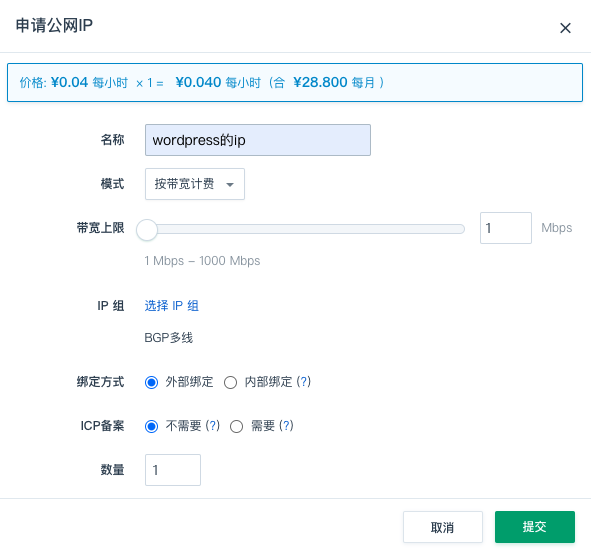 申请公网IP
价格: ¥0.04 每小时 × 1 = ¥0.040 每小时 (合 ¥28.800 每月 )
名称 wordpress的ip
模式 按带宽计费
带宽上限 1 Mbps
1 Mbps – 1000 Mbps
IP 组 选择 IP 组
BGP多线
绑定方式 外部绑定 内部绑定 (?)
ICP备案 不需要 (?) 需要 (?)
数量 1
取消 提交